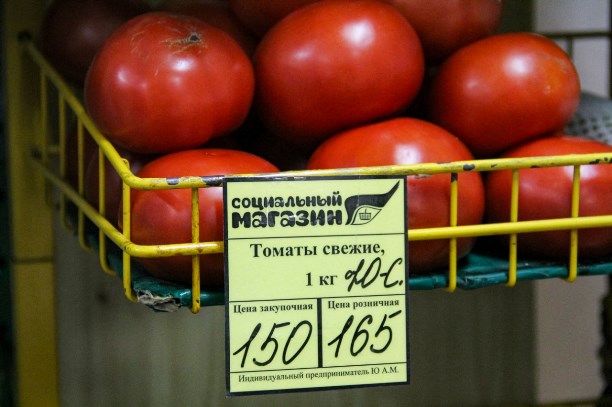 социальный
магазин
Томаты свежие,
1 кг Ю-С.
Цена закупочная
Цена розничная
150
165
Индивидуальный предприниматель Ю А.М.